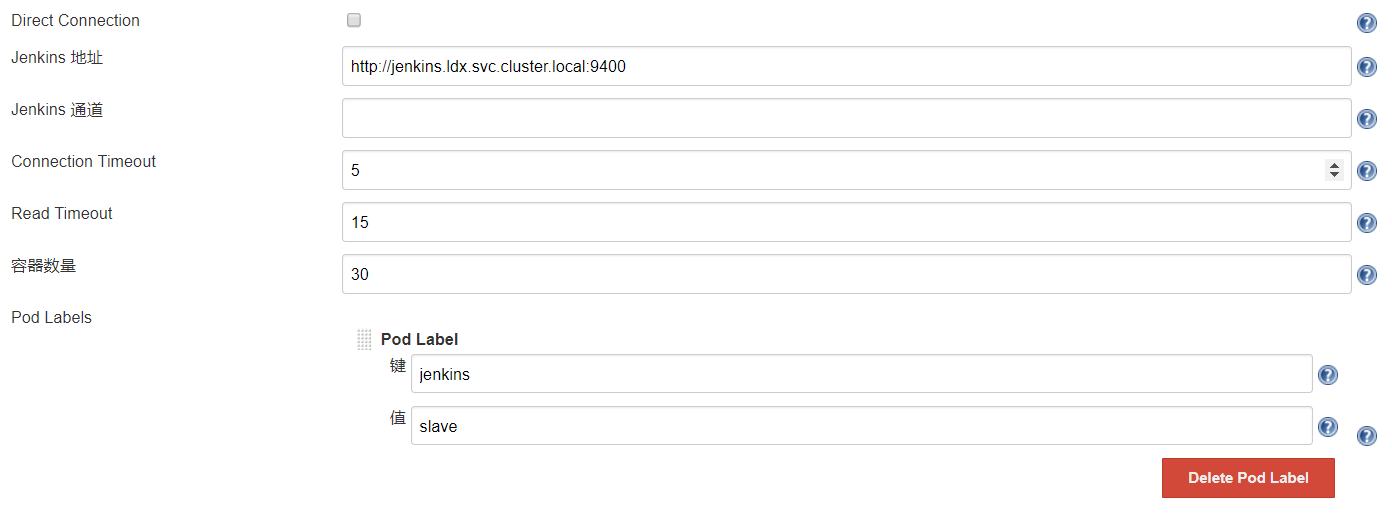 Direct Connection
Jenkins 地址
http://jenkins.ldx.svc.cluster.local:9400
Jenkins 通道
Connection Timeout
5
Read Timeout
15
容器数量
30
Pod Labels
Pod Label
键
jenkins
值
slave
Delete Pod Label